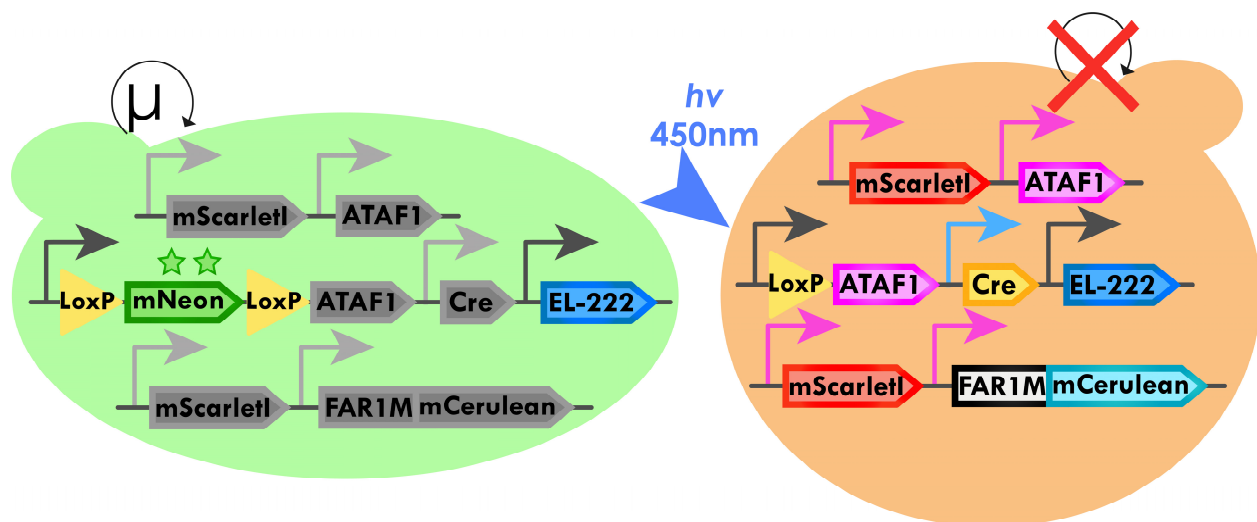 μ
mScarletI ATAF1
LoxP mNeon LoxP ATAF1 Cre EL-222
mScarletI FAR1M mCerulean
hv
450nm
mScarletI ATAF1
LoxP ATAF1 Cre EL-222
mScarletI FAR1M mCerulean